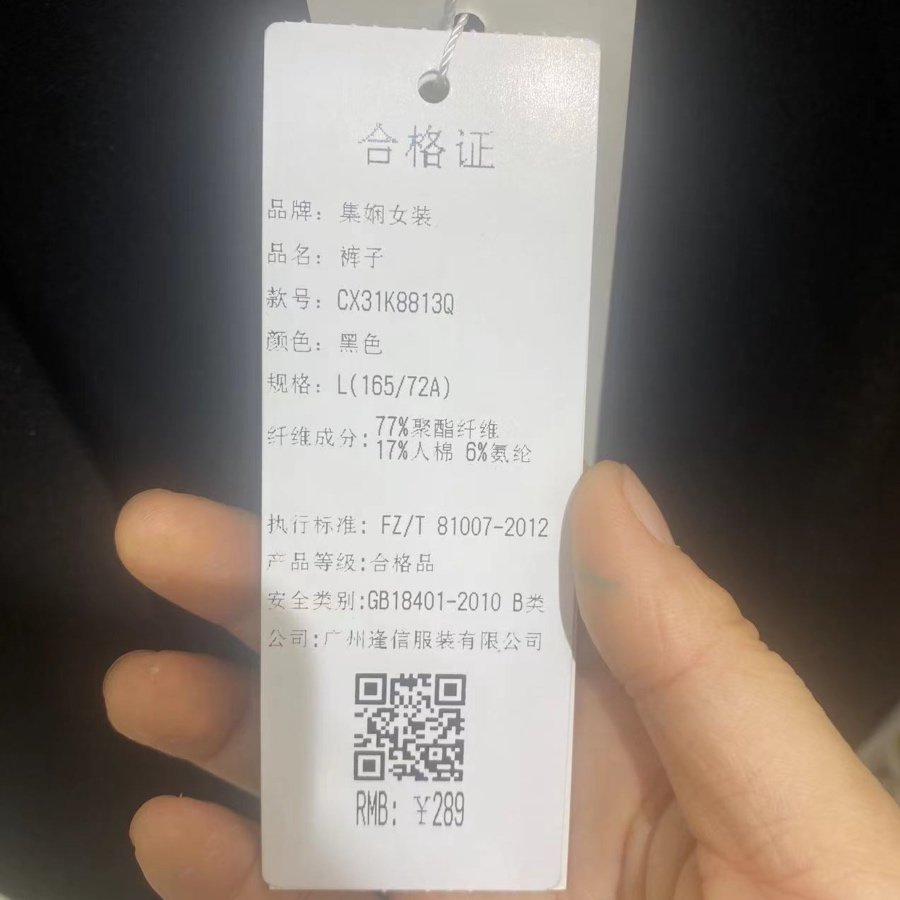 合格证
品牌：集娴女装
品名：裤子
款号：CX31K8813Q
颜色：黑色
规格：L(165/72A)
纤维成分:77%聚酯纤维
17%人棉 6%氨纶
执行标准：FZ/T 81007-2012
产品等级:合格品
安全类别:GB18401-2010 B类
公司:广州逢信服装有限公司
RMB：￥289